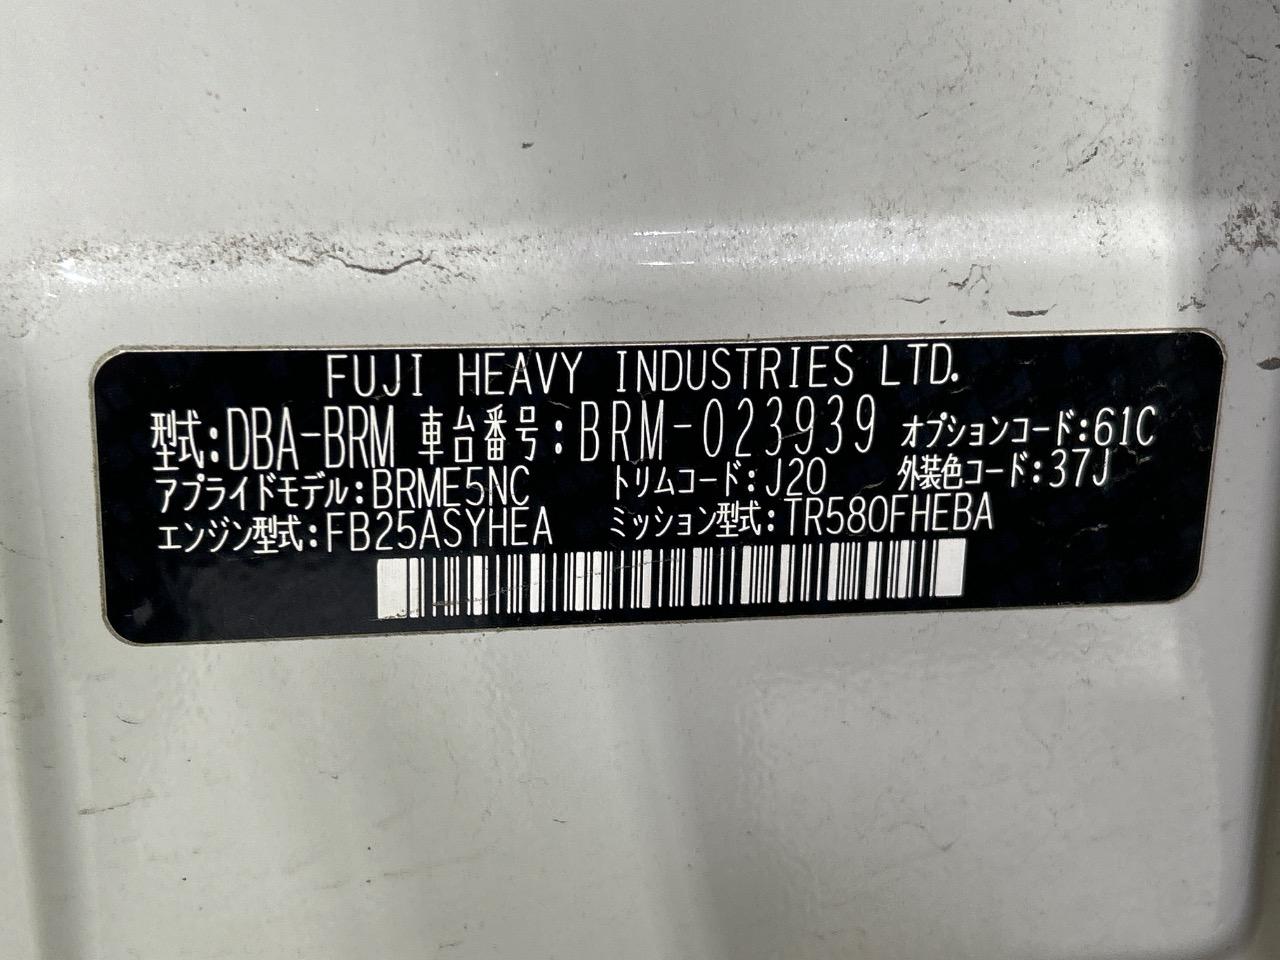 FUJI HEAVY INDUSTRIES LTD.
型式:DBA-BRM 車台番号:BRM-023939 オプションコード:61C
アプライドモデル:BRME5NC トリムコード:J20 外装色コード:37J
エンジン型式:FB25ASYHEA ミッション型式:TR580FHEBA